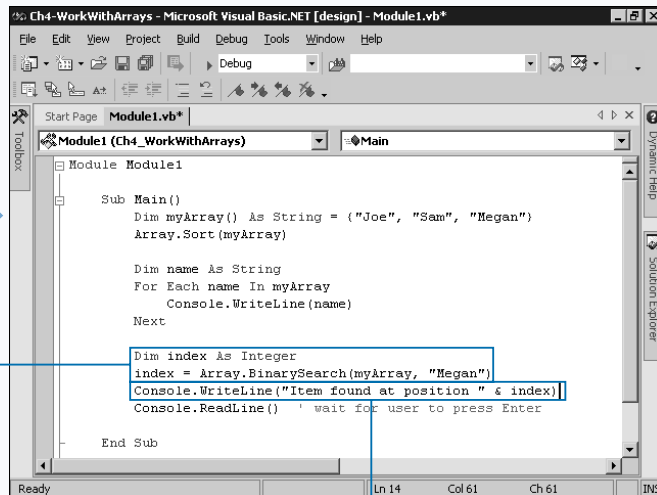 Ch4-WorkWithArrays - Microsoft Visual Basic.NET [design] - Module1.vb*
File Edit View Project Build Debug Tools Window Help
Debug
Start Page Module1.vb*
Module1 (Ch4_WorkWithArrays) Main
Toolbox
Dynamic Help
Solution Explorer
Module Module1
Sub Main()
Dim myArray() As String = {"Joe", "Sam", "Megan"}
Array.Sort(myArray)
Dim name As String
For Each name In myArray
Console.WriteLine(name)
Next
Dim index As Integer
index = Array.BinarySearch(myArray, "Megan")
Console.WriteLine("Item found at position " & index)
Console.ReadLine() ' wait for user to press Enter
End Sub
Ready Ln 14 Col 61 Ch 61 INS